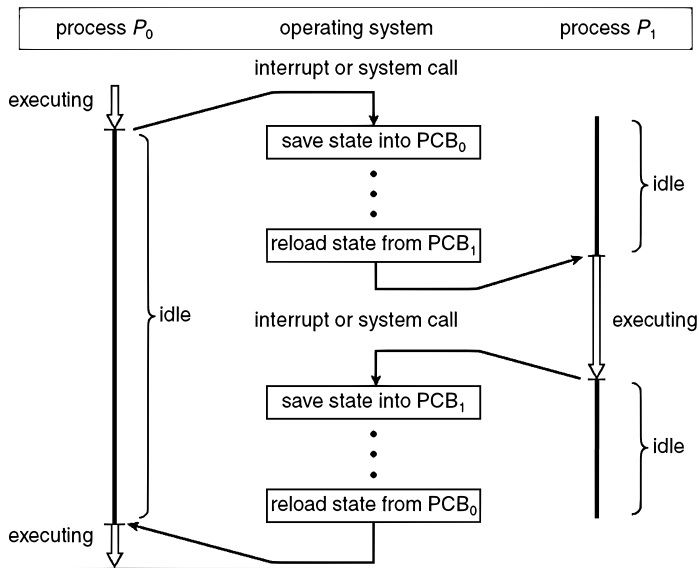 process P0 operating system process P1
interrupt or system call
executing
save state into PCB0
idle
reload state from PCB1
idle
interrupt or system call
executing
save state into PCB1
idle
reload state from PCB0
executing